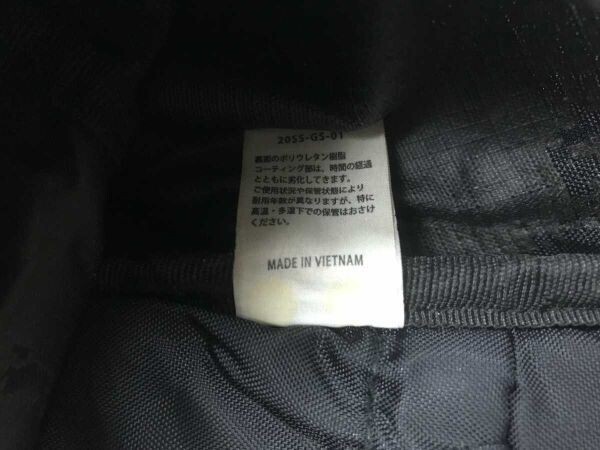 20SS-GS-01
裏面のポリウレタン樹脂
コーティング部は、時間の経過
とともに劣化してきます。
ご使用状況や保管状態により
耐用年数が異なりますが、特に
高温・多湿下での保管はおさけ
ください。
MADE IN VIETNAM